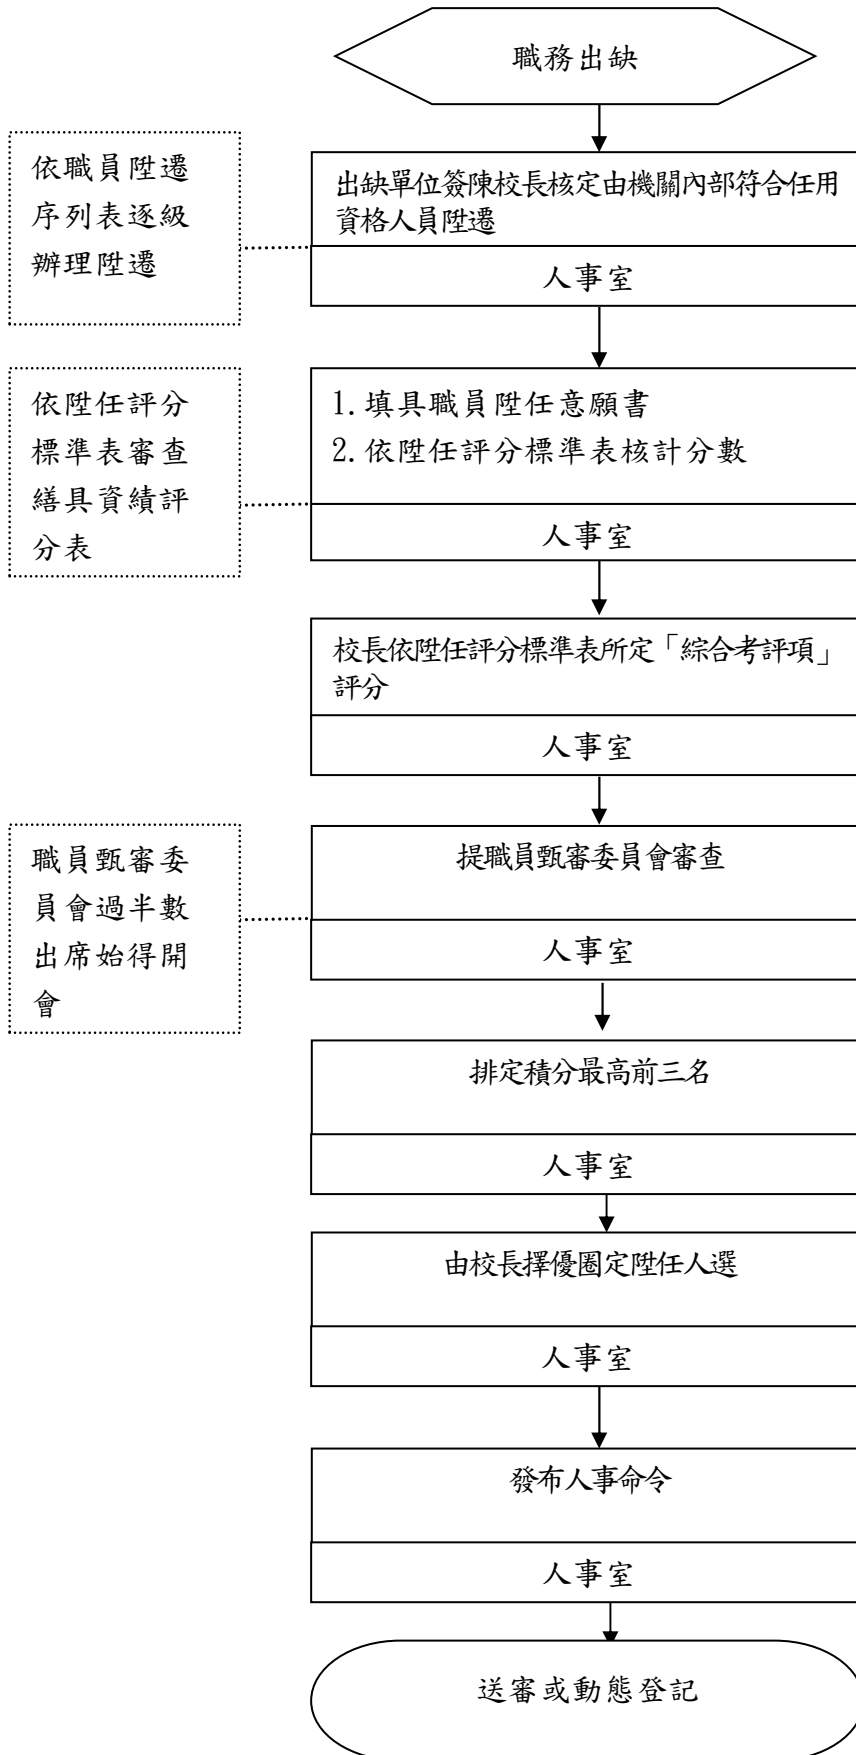 職務出缺
依職員陞遷
序列表逐級
辦理陞遷
出缺單位簽陳校長核定由機關內部符合任用
資格人員陞遷
人事室
依陞任評分
標準表審查
繕具資績評
分表
1.填具職員陞任意願書
2.依陞任評分標準表核計分數
人事室
校長依陞任評分標準表所定「綜合考評項」
評分
人事室
職員甄審委
員會過半數
出席始得開
會
提職員甄審委員會審查
人事室
排定積分最高前三名
人事室
由校長擇優圈定陞任人選
人事室
發布人事命令
人事室
送審或動態登記